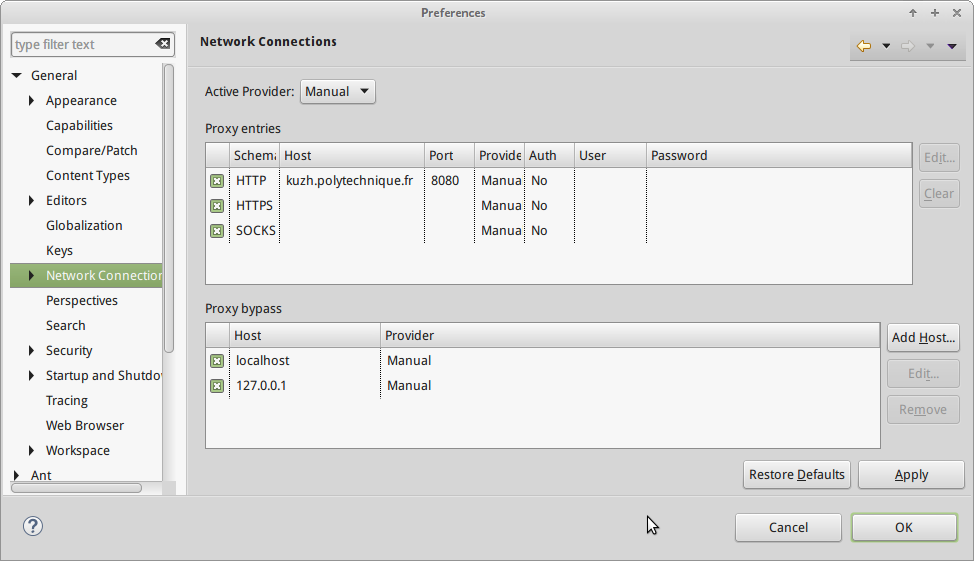 Preferences
type filter text
General
Appearance
Capabilities
Compare/Patch
Content Types
Editors
Globalization
Keys
Network Connection
Perspectives
Search
Security
Startup and Shutdo
Tracing
Web Browser
Workspace
Ant
Network Connections
Active Provider: Manual
Proxy entries
Schema Host Port Provide Auth User Password
HTTP kuzh.polytechnique.fr 8080 Manua No
HTTPS Manua No
SOCKS Manua No
Edit...
Clear
Proxy bypass
Host Provider
localhost Manual
127.0.0.1 Manual
Add Host...
Edit...
Remove
Restore Defaults Apply
? Cancel OK